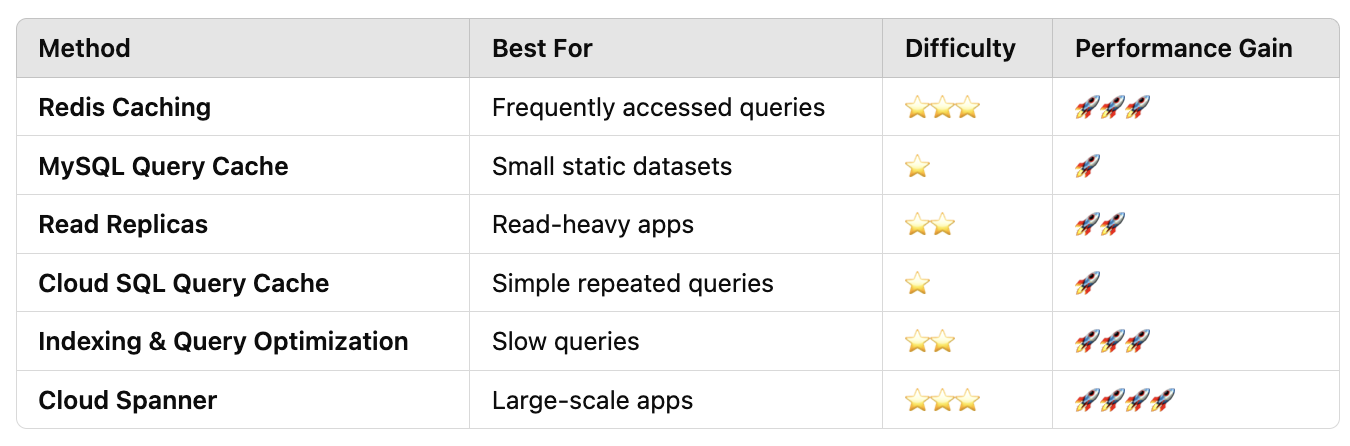 Method Best For Difficulty Performance Gain
Redis Caching Frequently accessed queries ⭐⭐⭐ 🚀🚀🚀
MySQL Query Cache Small static datasets ⭐ 🚀
Read Replicas Read-heavy apps ⭐⭐ 🚀🚀
Cloud SQL Query Cache Simple repeated queries ⭐ 🚀
Indexing & Query Optimization Slow queries ⭐⭐ 🚀🚀🚀
Cloud Spanner Large-scale apps ⭐⭐⭐ 🚀🚀🚀🚀